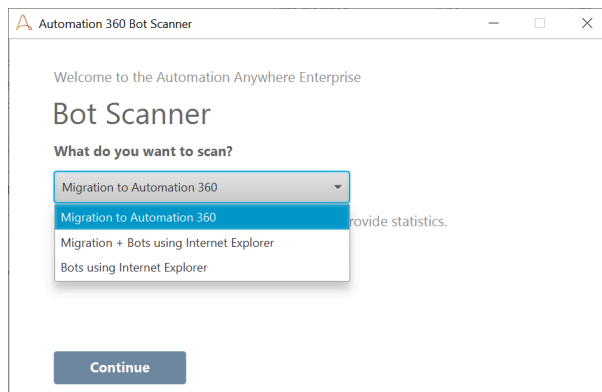 Automation 360 Bot Scanner
Welcome to the Automation Anywhere Enterprise
Bot Scanner
What do you want to scan?
Migration to Automation 360
Migration to Automation 360
rovide statistics.
Migration + Bots using Internet Explorer
Bots using Internet Explorer
Continue